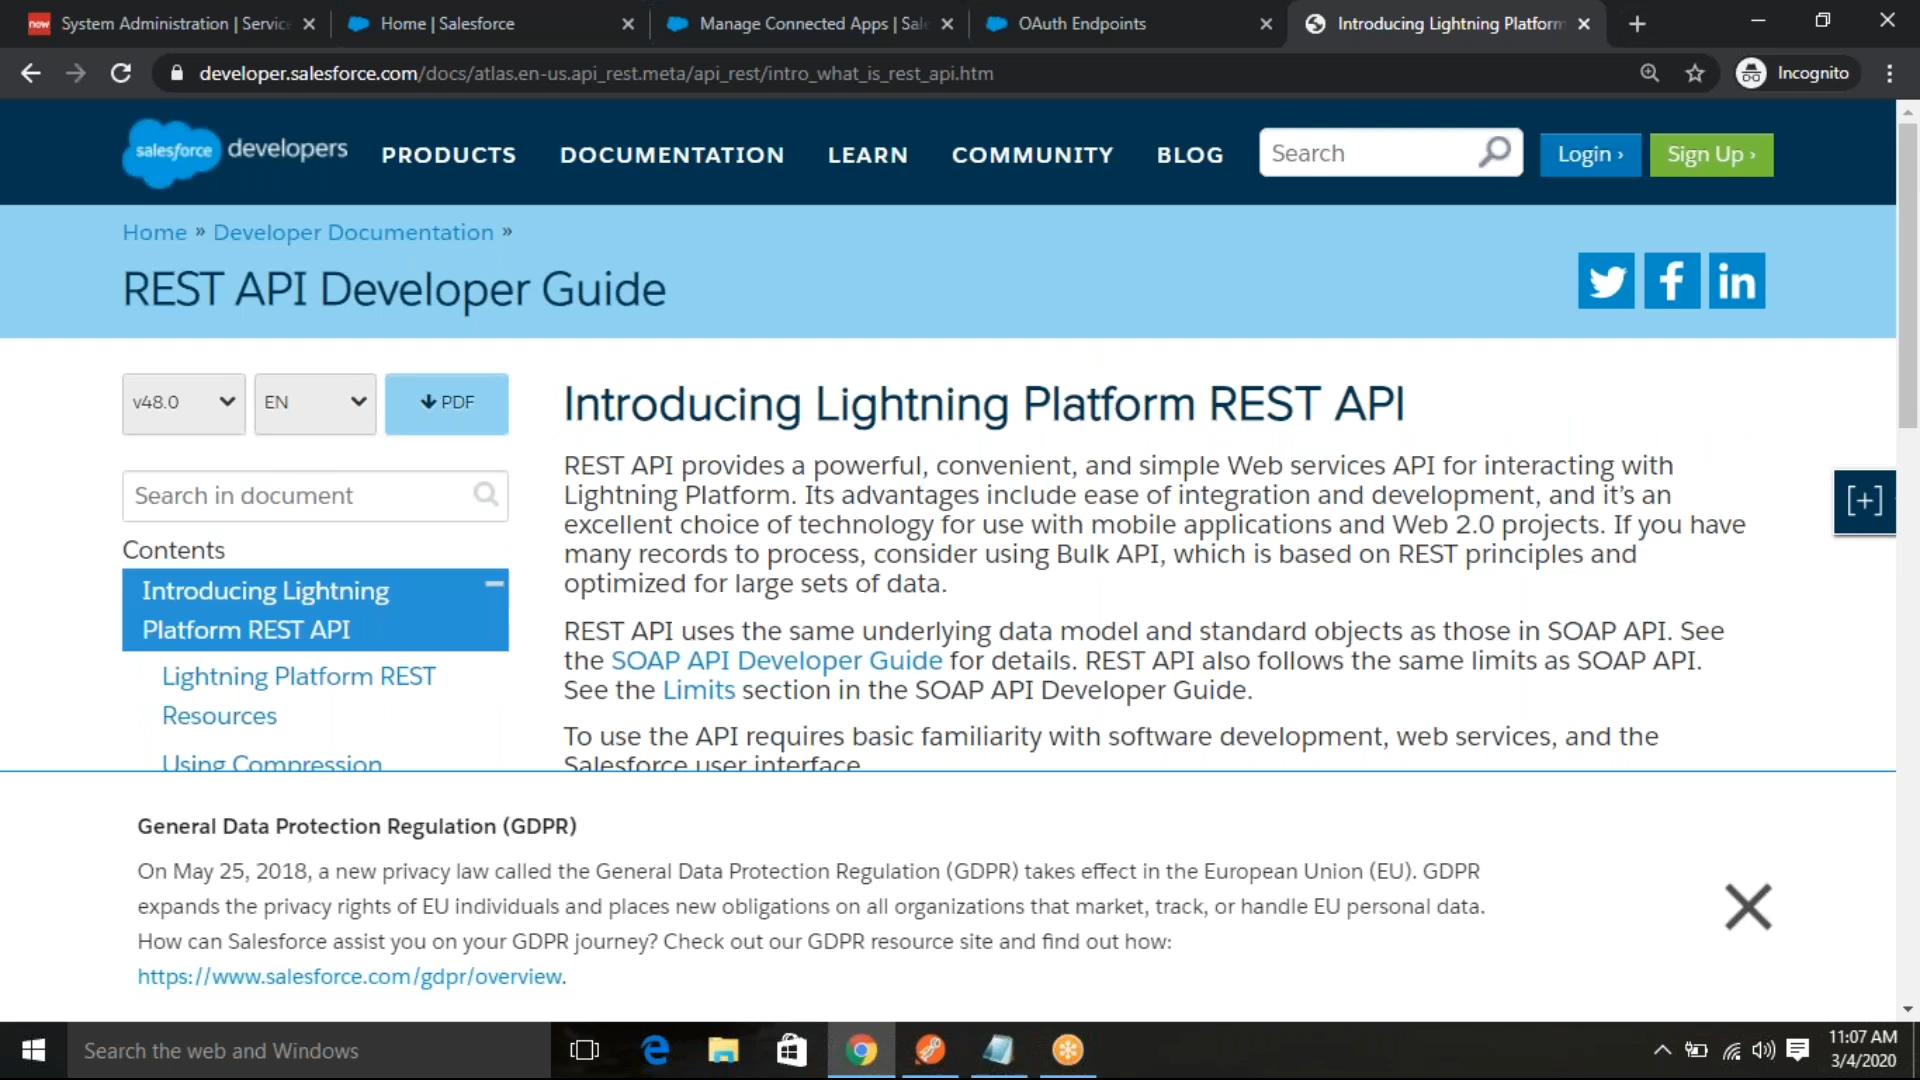 now System Administration | Servic
Home | Salesforce
Manage Connected Apps | Sal
OAuth Endpoints
Introducing Lightning Platform
developer.salesforce.com/docs/atlas.en-us.api_rest.meta/api_rest/intro_what_is_rest_api.htm
Incognito
salesforce developers
PRODUCTS
DOCUMENTATION
LEARN
COMMUNITY
BLOG
Search
Login ›
Sign Up ›
Home » Developer Documentation »
REST API Developer Guide
v48.0
EN
PDF
Search in document
Contents
Introducing Lightning
Platform REST API
Lightning Platform REST
Resources
Using Compression
Introducing Lightning Platform REST API
REST API provides a powerful, convenient, and simple Web services API for interacting with
Lightning Platform. Its advantages include ease of integration and development, and it’s an
excellent choice of technology for use with mobile applications and Web 2.0 projects. If you have
many records to process, consider using Bulk API, which is based on REST principles and
optimized for large sets of data.
REST API uses the same underlying data model and standard objects as those in SOAP API. See
the SOAP API Developer Guide for details. REST API also follows the same limits as SOAP API.
See the Limits section in the SOAP API Developer Guide.
To use the API requires basic familiarity with software development, web services, and the
Salesforce user interface
[+]
General Data Protection Regulation (GDPR)
On May 25, 2018, a new privacy law called the General Data Protection Regulation (GDPR) takes effect in the European Union (EU). GDPR
expands the privacy rights of EU individuals and places new obligations on all organizations that market, track, or handle EU personal data.
How can Salesforce assist you on your GDPR journey? Check out our GDPR resource site and find out how:
https://www.salesforce.com/gdpr/overview.
Search the web and Windows
11:07 AM
3/4/2020